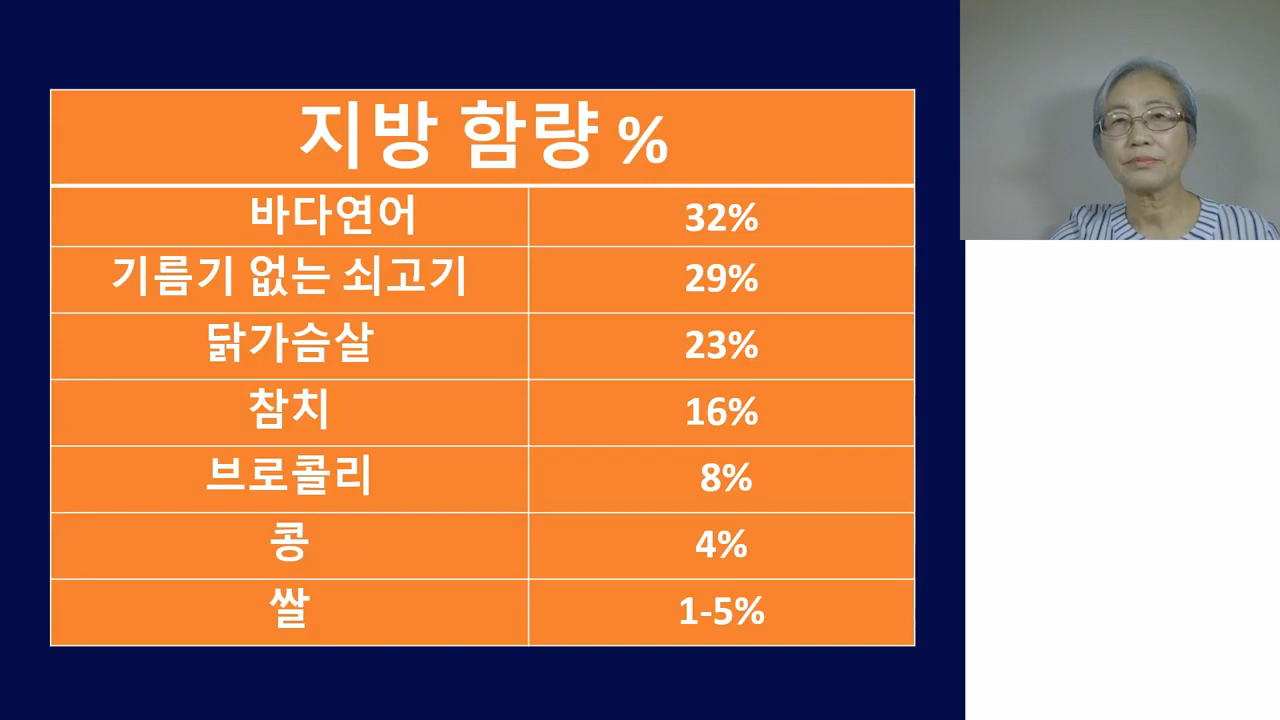 지방 함량 %
바다연어 32%
기름기 없는 쇠고기 29%
닭가슴살 23%
참치 16%
브로콜리 8%
콩 4%
쌀 1-5%